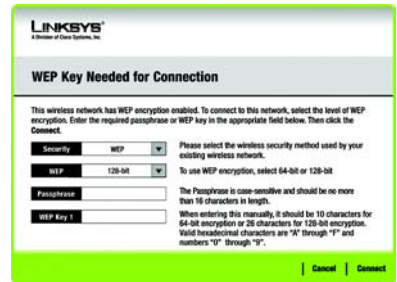 LINKSYS®
A Division of Cisco Systems, Inc.
WEP Key Needed for Connection
This wireless network has WEP encryption enabled. To connect to this network, select the level of WEP
encryption. Enter the required passphrase or WEP key in the appropriate field below. Then click the
Connect.
Security WEP
Please select the wireless security method used by your
existing wireless network.
WEP 128-bit
To use WEP encryption, select 64-bit or 128-bit
Passphrase
The Passphrase is case-sensitive and should be no more
than 16 characters in length.
WEP Key 1
When entering this manually, it should be 10 characters for
64-bit encryption or 26 characters for 128-bit encryption.
Valid hexadecimal characters are "A" through "F" and
numbers "0" through "9".
Cancel
Connect